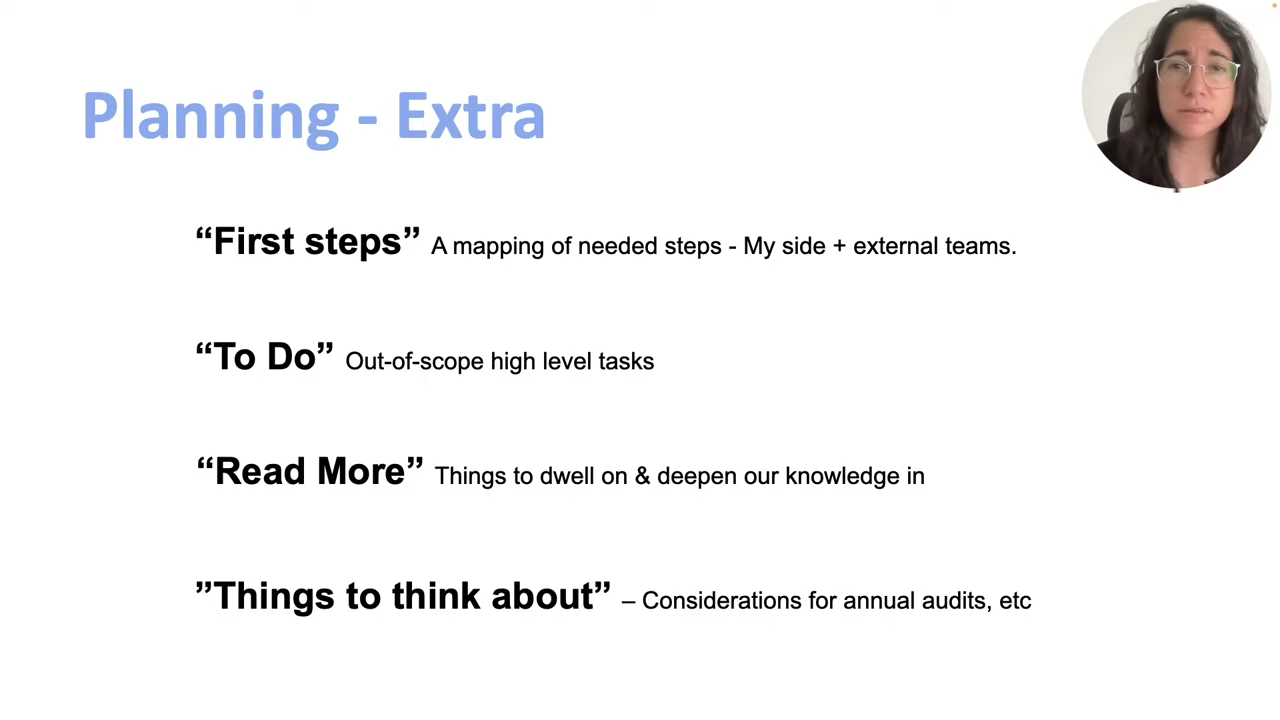 Planning - Extra
“First steps” A mapping of needed steps - My side + external teams.
“To Do” Out-of-scope high level tasks
“Read More” Things to dwell on & deepen our knowledge in
”Things to think about” – Considerations for annual audits, etc